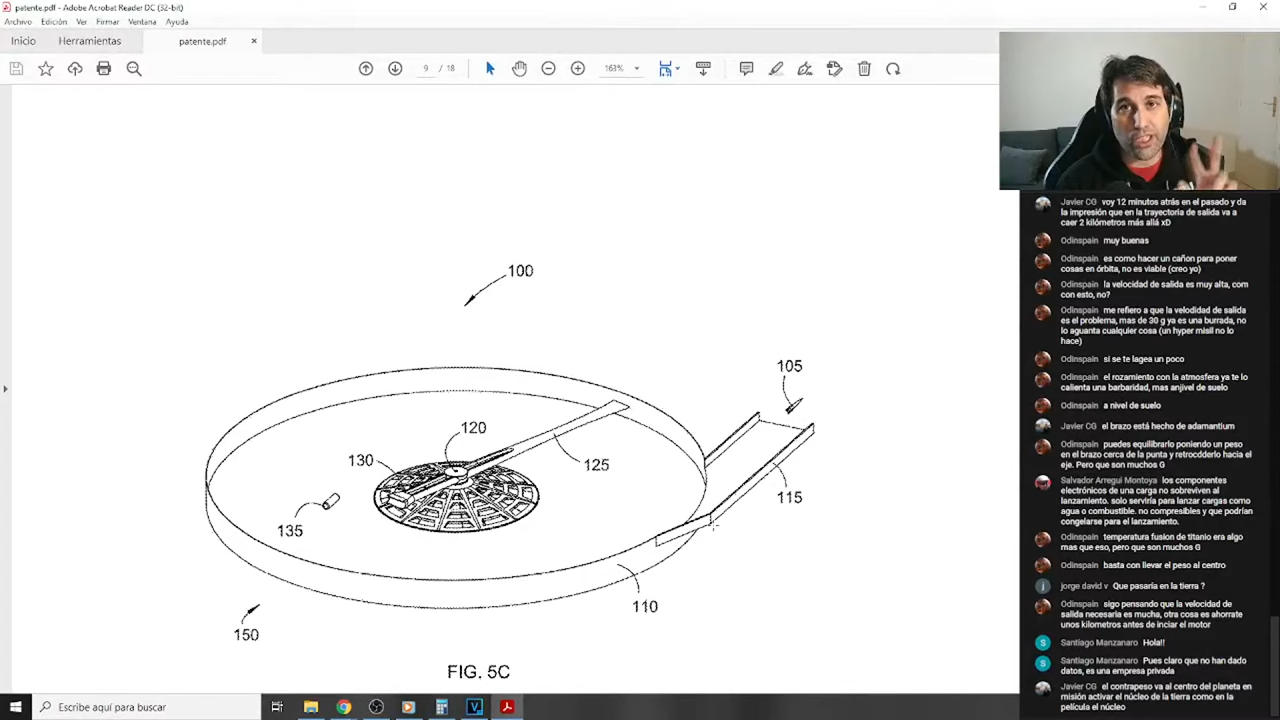 patente.pdf - Adobe Acrobat Reader DC (32-bit)
Archivo Edición Ver Firmar Ventana Ayuda
Inicio Herramientas patente.pdf ×
9 / 18 163%
100
105
120
130
125
135
115
110
150
FIG. 5C
Javier CG voy 12 minutos atrás en el pasado y da
la impresión que en la trayectoria de salida va a
caer 2 kilómetros más allá xD
Odinspain muy buenas
Odinspain es como hacer un cañon para poner
cosas en órbita, no es viable (creo yo)
Odinspain la velocidad de salida es muy alta, com
con esto, no?
Odinspain me refiero a que la velodidad de salida
es el problema, mas de 30 g ya es una burrada, no
lo aguanta cualquier cosa (un hyper misil no lo
hace)
Odinspain si se te lagea un poco
Odinspain el rozamiento con la atmosfera ya te lo
calienta una barbaridad, mas anjivel de suelo
Odinspain a nivel de suelo
Javier CG el brazo está hecho de adamantium
Odinspain puedes equilibrarlo poniendo un peso
en el brazo cerca de la punta y retrocdderlo hacia el
eje. Pero que son muchos G
Salvador Arregui Montoya los componentes
electrónicos de una carga no sobreviven al
lanzamiento. solo serviría para lanzar cargas como
agua o combustible. no compresibles y que podrían
congelarse para el lanzamiento.
Odinspain temperatura fusion de titanio era algo
mas que eso, pero que son muchos G
Odinspain basta con llevar el peso al centro
j jorge david v Que pasaría en la tierra ?
Odinspain sigo pensando que la velocidad de
salida necesaria es mucha, otra cosa es ahorrate
unos kilometros antes de inciar el motor
S Santiago Manzanaro Hola!!
S Santiago Manzanaro Pues claro que no han dado
datos, es una empresa privada
Javier CG el contrapeso va al centro del planeta en
misión activar el núcleo de la tierra como en la
película el núcleo
Escribe aquí para buscar